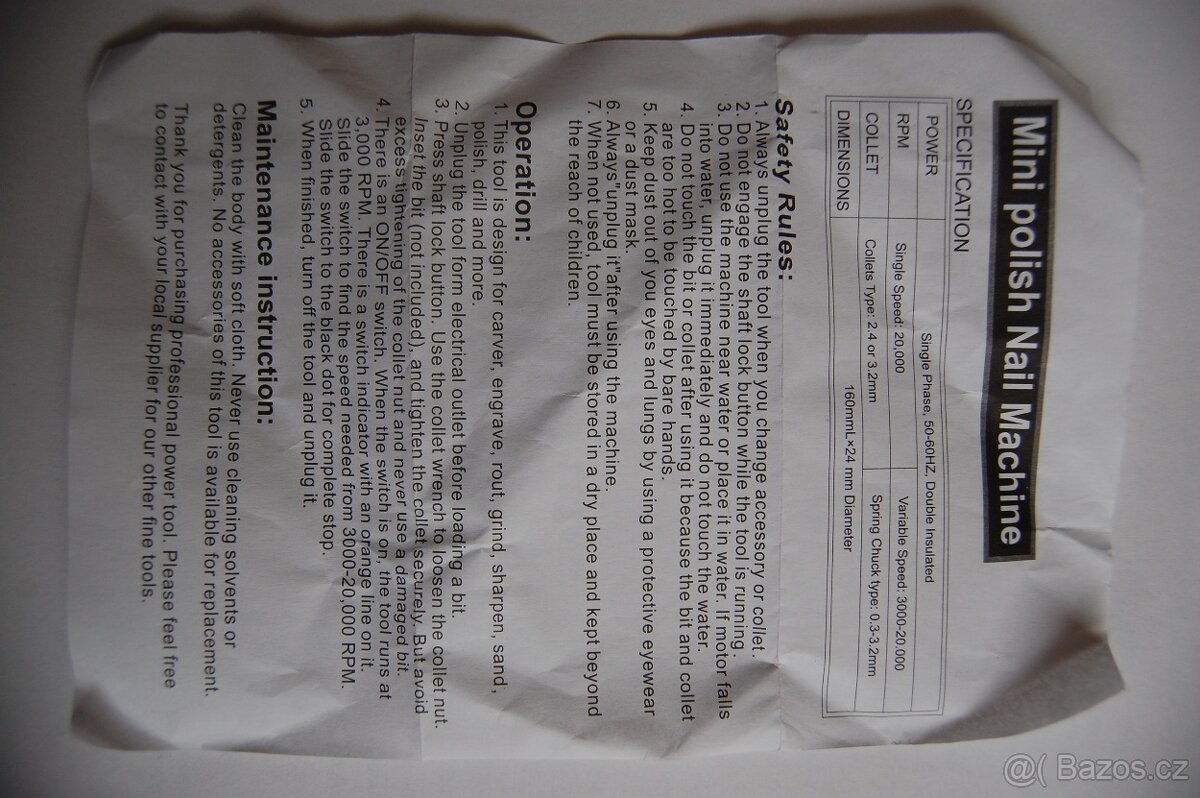 Mini polish Nail Machine
SPECIFICATION
POWER Single Phase, 50-60HZ, Double Insulated
RPM Single Speed: 20,000 Variable Speed: 3000-20.000
COLLET Collets Type: 2.4 or 3.2mm Spring Chuck type: 0.3-3.2mm
DIMENSIONS 160mmL×24 mm Diameter
Safety Rules:
1. Always unplug the tool when you change accessory or collet.
2. Do not engage the shaft lock button while the tool is running.
3. Do not use the machine near water or place it in water. If motor falls
into water, unplug it immediately and do not touch the water.
4. Do not touch the bit or collet after using it because the bit and collet
are too hot to be touched by bare hands.
5. Keep dust out of you eyes and lungs by using a protective eyewear
or a dust mask.
6. Always"unplug it"after using the machine.
7. When not used, tool must be stored in a dry place and kept beyond
the reach of children.
Operation:
1. This tool is design for carver, engrave, rout, grind, sharpen, sand,
polish, drill and more.
2. Unplug the tool form electrical outlet before loading a bit.
3. Press shaft lock button. Use the collet wrench to loosen the collet nut.
Inset the bit (not included), and tighten the collet securely. But avoid
excess tightening of the collet nut and never use a damaged bit.
4. There is an ON/OFF switch. When the switch is on, the tool runs at
3,000 RPM. There is a switch indicator with an orange line on it.
Slide the switch to find the speed needed from 3000-20,000 RPM.
Slide the switch to the black dot for complete stop.
5. When finished, turn off the tool and unplug it.
Maintenance instruction:
Clean the body with soft cloth. Never use cleaning solvents or
detergents. No accessories of this tool is available for replacement.
Thank you for purchasing professional power tool. Please feel free
to contact with your local supplier for our other fine tools.
@( Bazos.cz